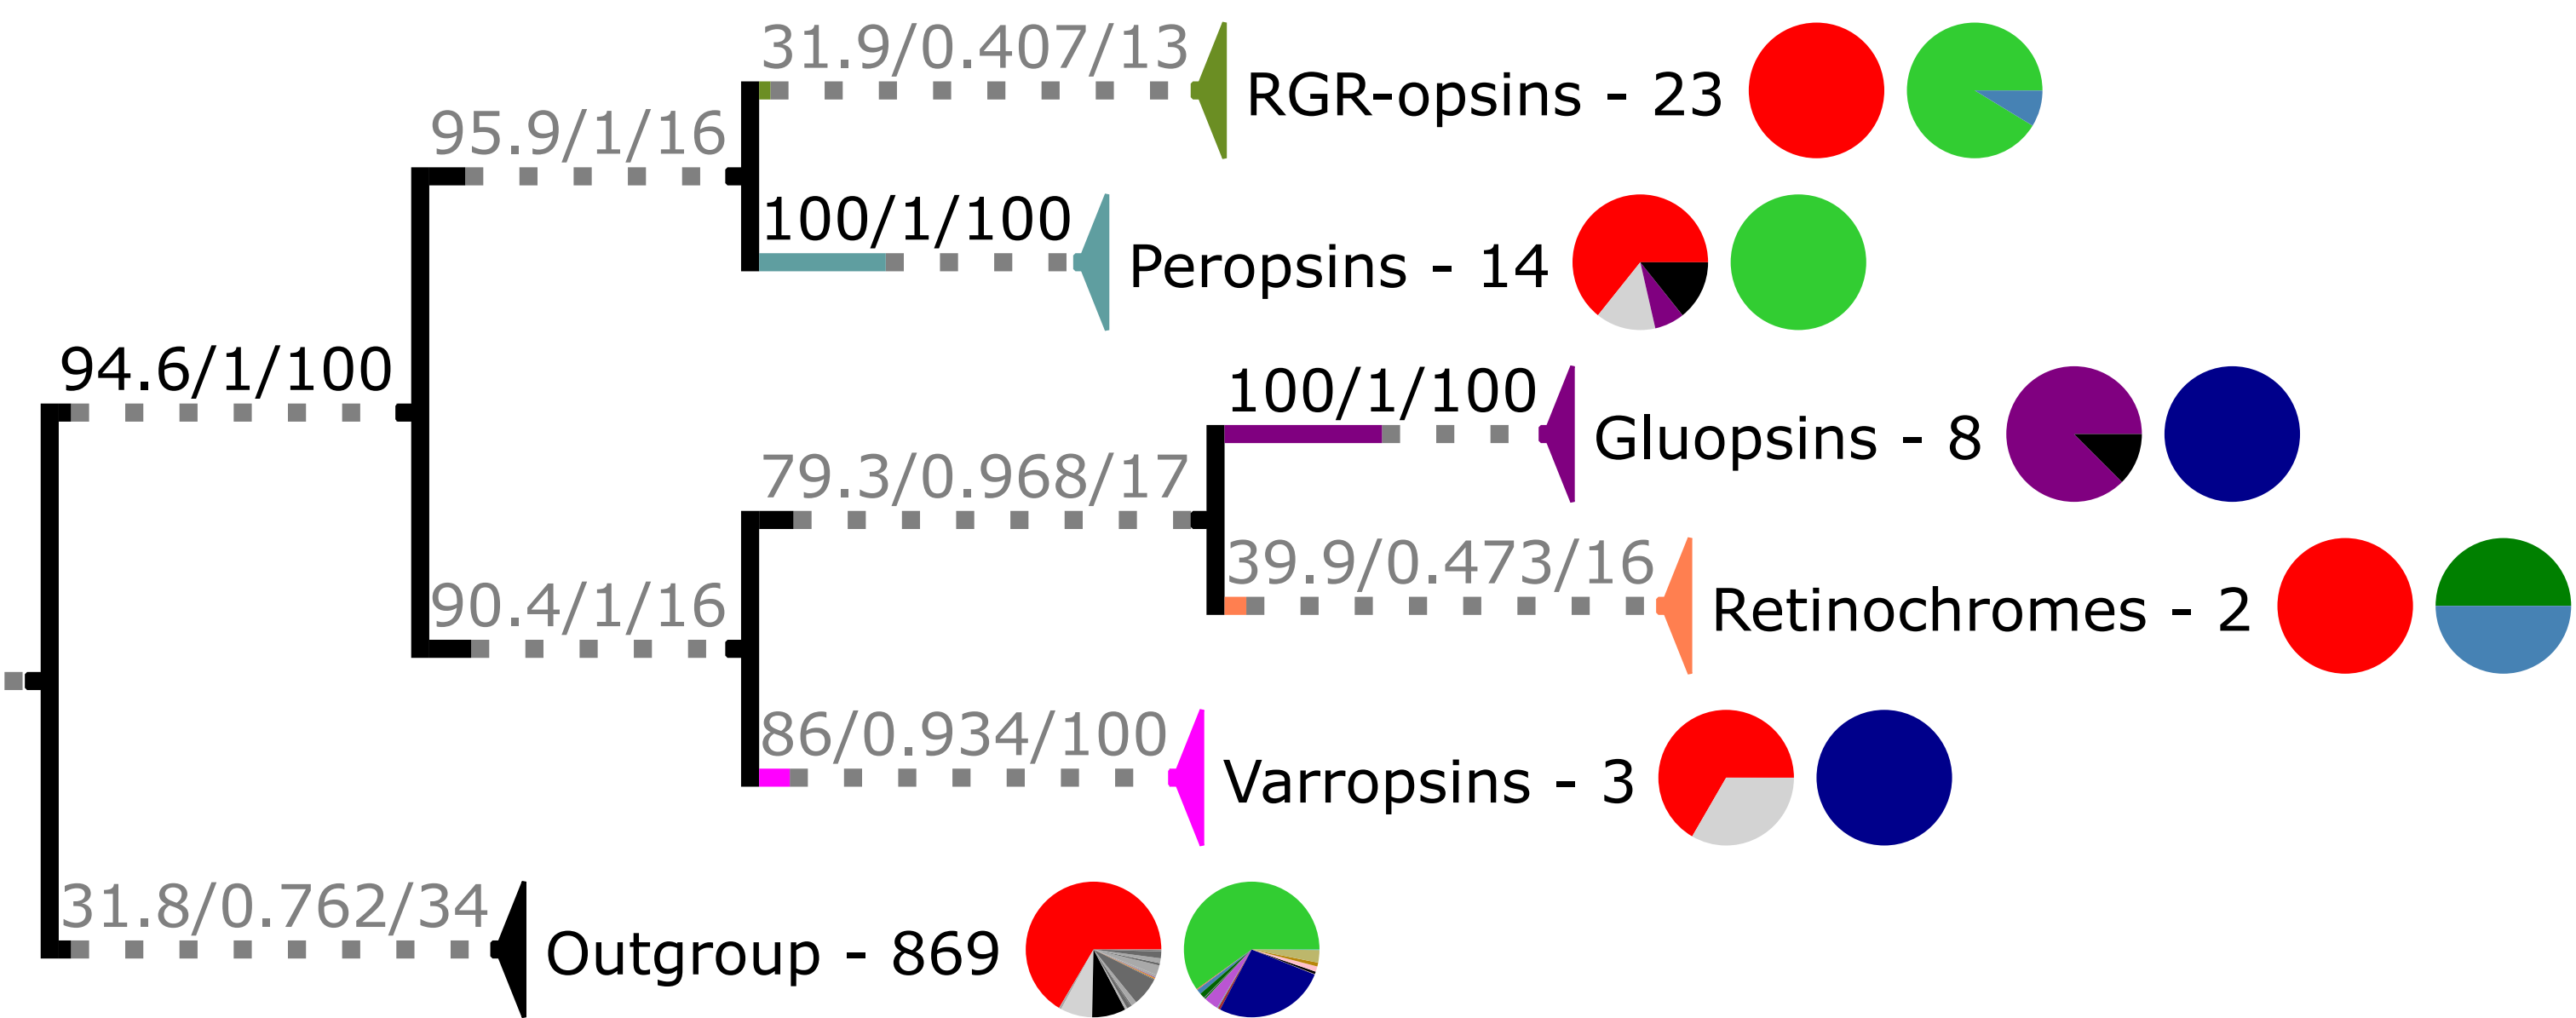 31.9/0.407/13
RGR-opsins - 23
95.9/1/16
100/1/100
Peropsins - 14
94.6/1/100
100/1/100
Gluopsins - 8
79.3/0.968/17
39.9/0.473/16
Retinochromes - 2
90.4/1/16
86/0.934/100
Varropsins - 3
31.8/0.762/34
Outgroup - 869